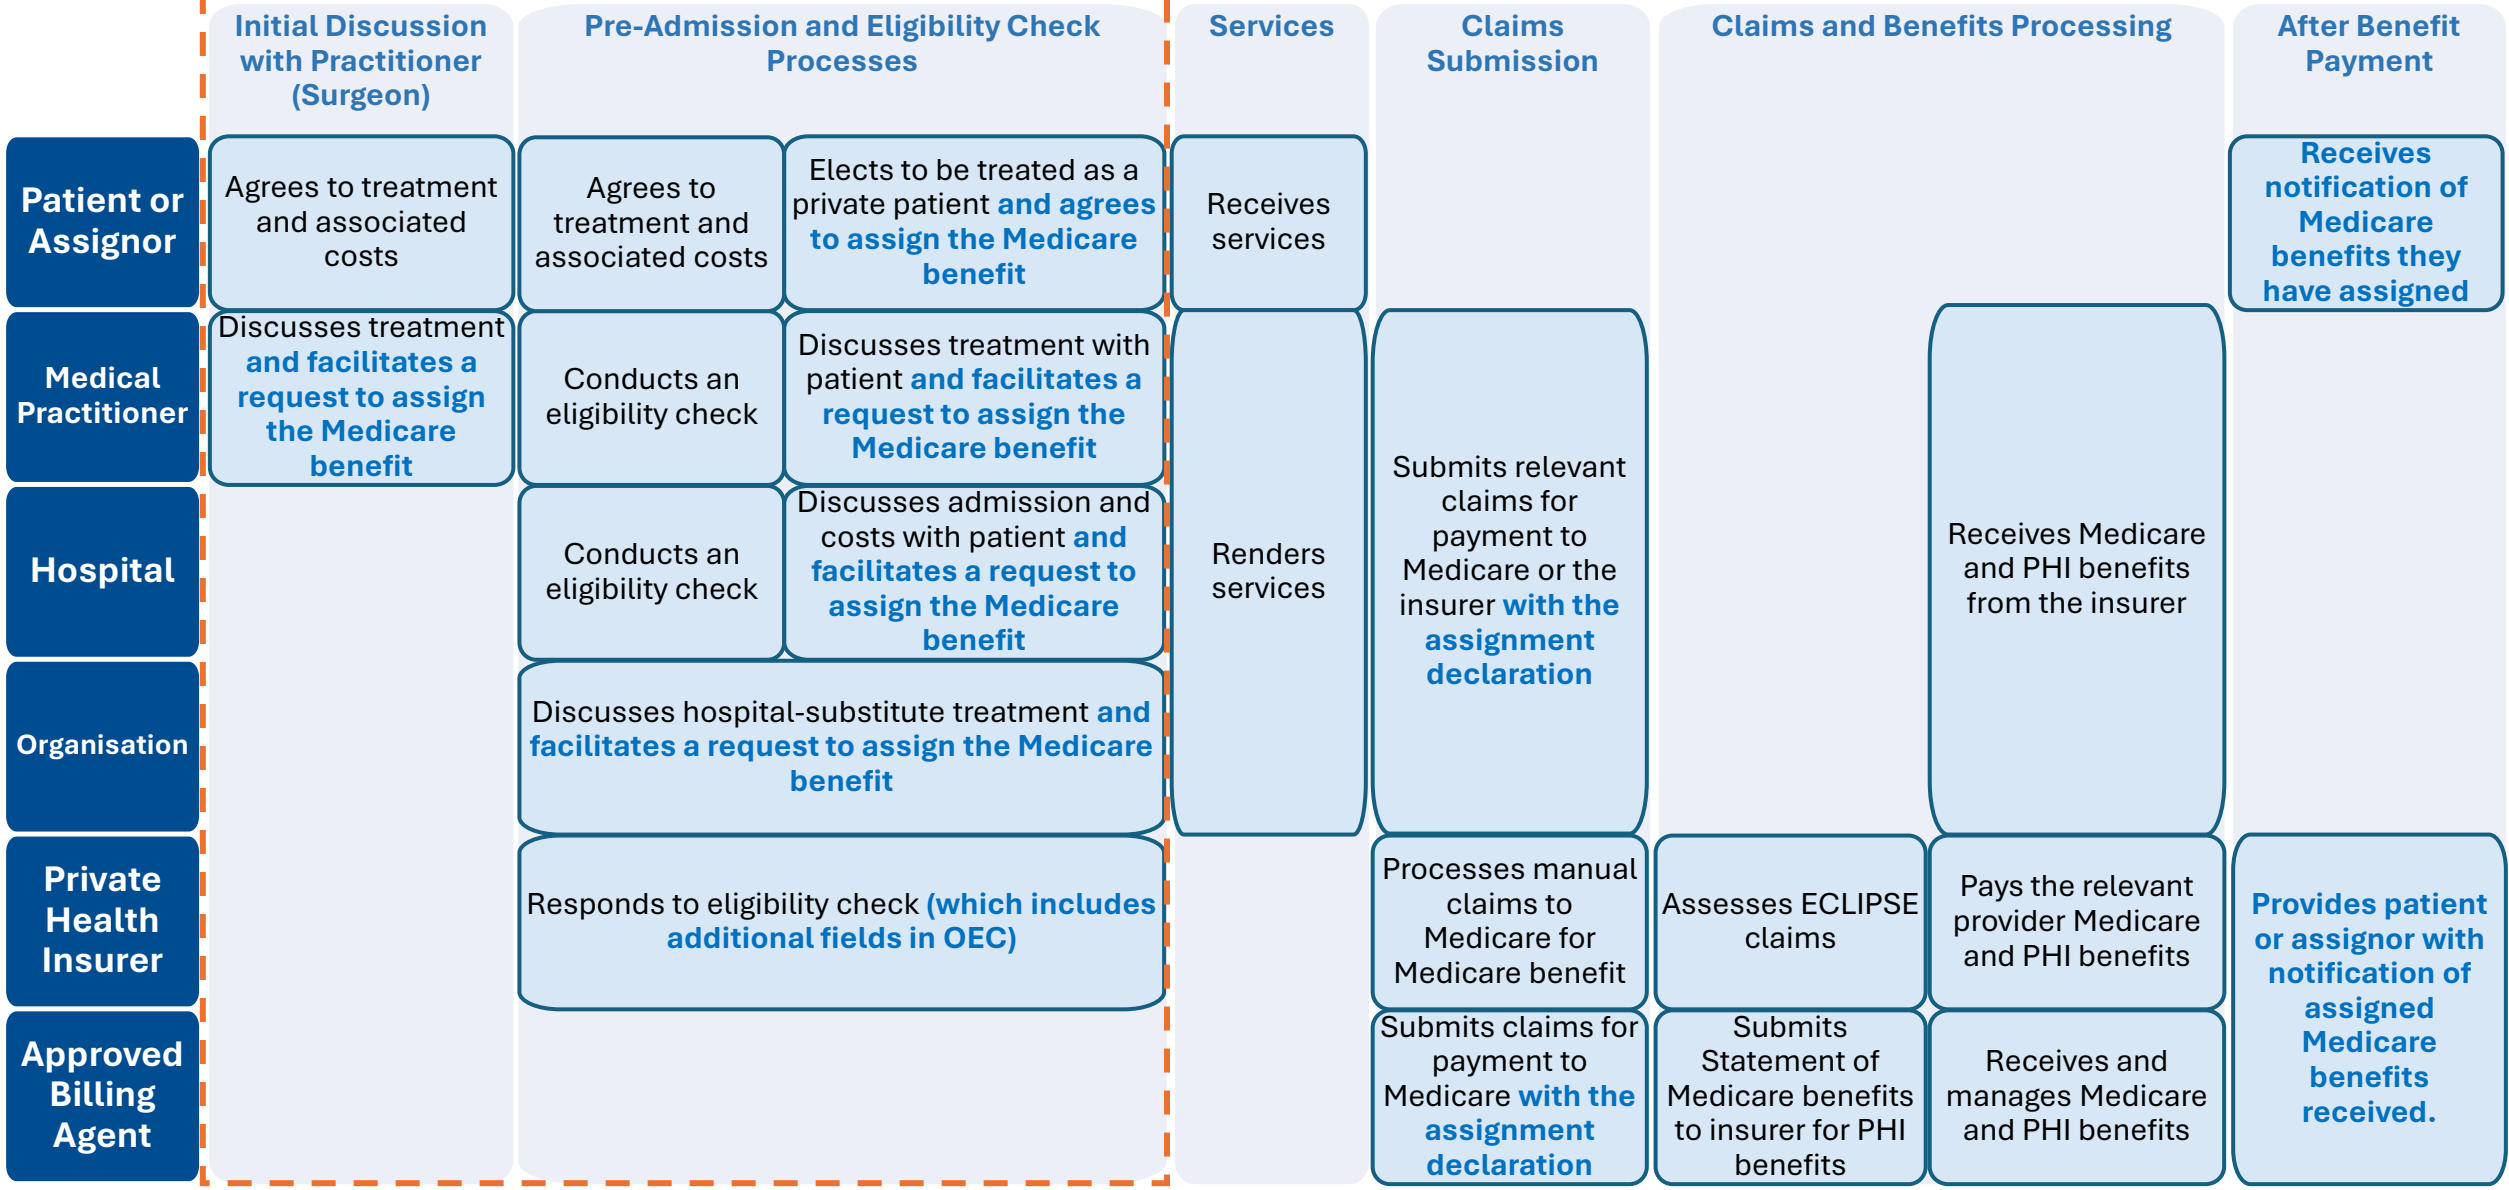 Initial Discussion
with Practitioner
(Surgeon)
Pre-Admission and Eligibility Check
Processes
Services
Claims
Submission
Claims and Benefits Processing
After Benefit
Payment
Patient or
Assignor
Agrees to treatment
and associated
costs
Agrees to
treatment and
associated costs
Elects to be treated as a
private patient and agrees
to assign the Medicare
benefit
Receives
services
Receives
notification of
Medicare
benefits they
have assigned
Medical
Practitioner
Discusses treatment
and facilitates a
request to assign
the Medicare
benefit
Conducts an
eligibility check
Discusses treatment with
patient and facilitates a
request to assign the
Medicare benefit
Renders
services
Submits relevant
claims for
payment to
Medicare or the
insurer with the
assignment
declaration
Receives Medicare
and PHI benefits
from the insurer
Hospital
Conducts an
eligibility check
Discusses admission and
costs with patient and
facilitates a request to
assign the Medicare
benefit
Organisation
Discusses hospital-substitute treatment and
facilitates a request to assign the Medicare
benefit
Private
Health
Insurer
Responds to eligibility check (which includes
additional fields in OEC)
Processes manual
claims to
Medicare for
Medicare benefit
Assesses ECLIPSE
claims
Pays the relevant
provider Medicare
and PHI benefits
Provides patient
or assignor with
notification of
assigned
Medicare
benefits
received.
Approved
Billing
Agent
Submits claims for
payment to
Medicare with the
assignment
declaration
Submits
Statement of
Medicare benefits
to insurer for PHI
benefits
Receives and
manages Medicare
and PHI benefits